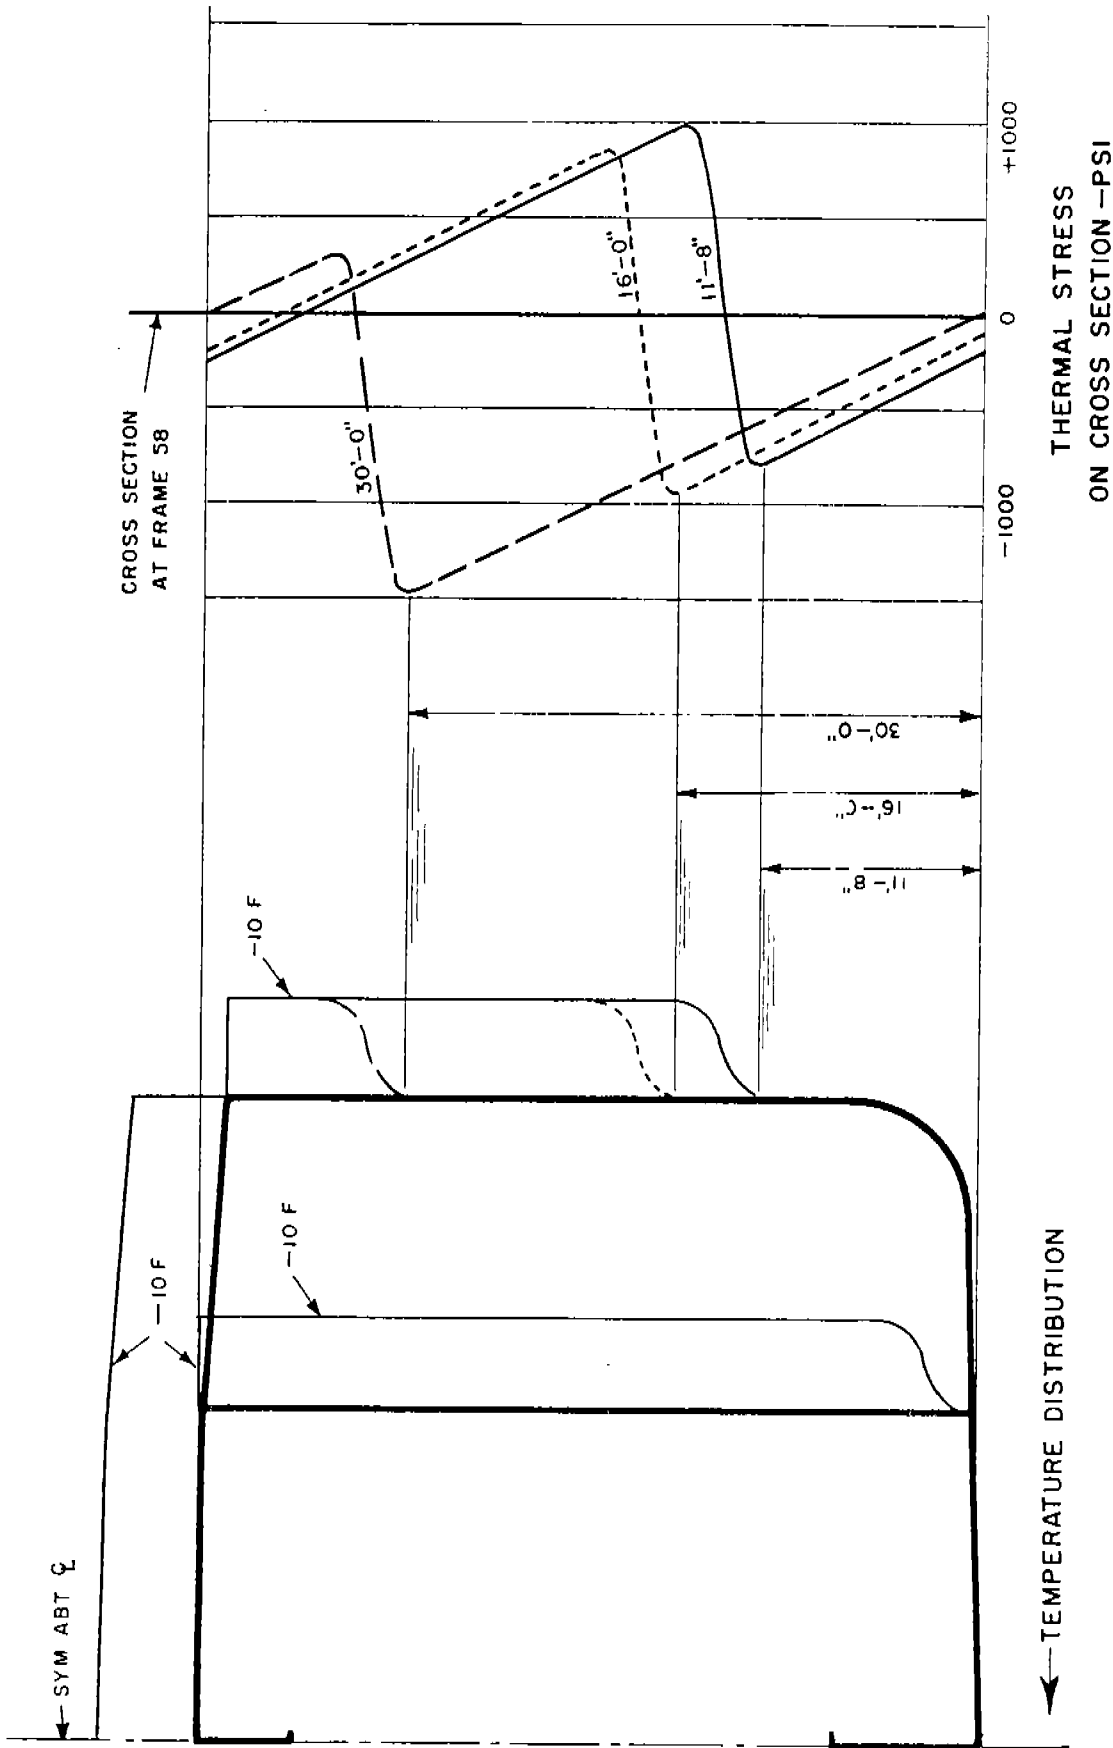 SYM ABT ℄
−10 F
−10 F
−10 F
CROSS SECTION
AT FRAME 58
30'-0"
16'-0"
11'-8"
30'-0"
16'-0"
11'-8"
−1000
0
+1000
TEMPERATURE DISTRIBUTION
THERMAL STRESS
ON CROSS SECTION −PSI